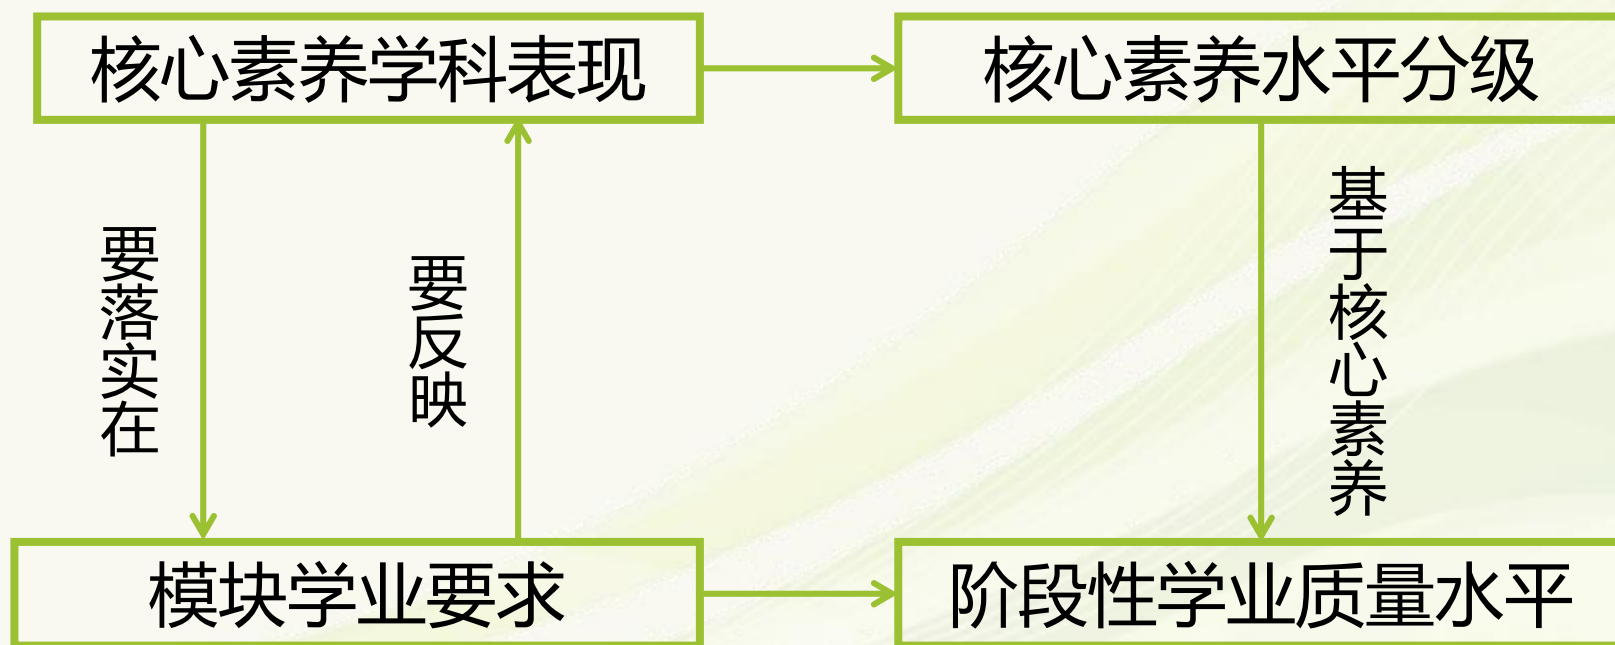 核心素养学科表现
核心素养水平分级
要落实在
要反映
基于核心素养
模块学业要求
阶段性学业质量水平